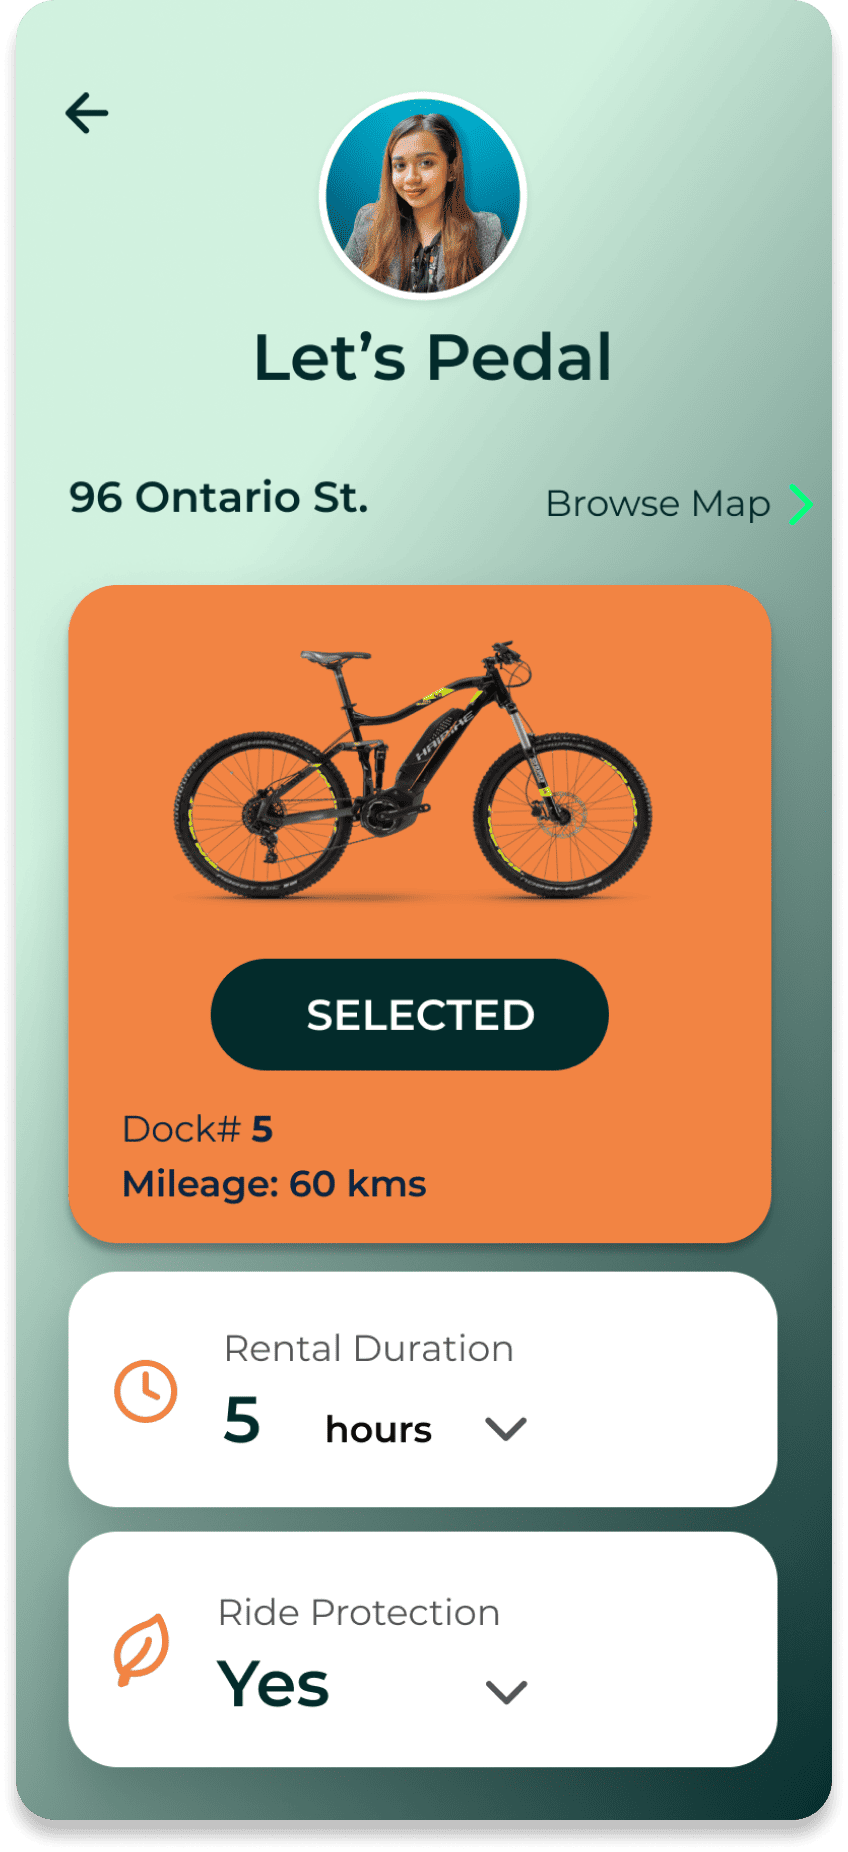 Let's Pedal
96 Ontario St.
Browse Map
HAIBIKE
SELECTED
Dock# 5
Mileage: 60 kms
Rental Duration
5 hours
Ride Protection
Yes